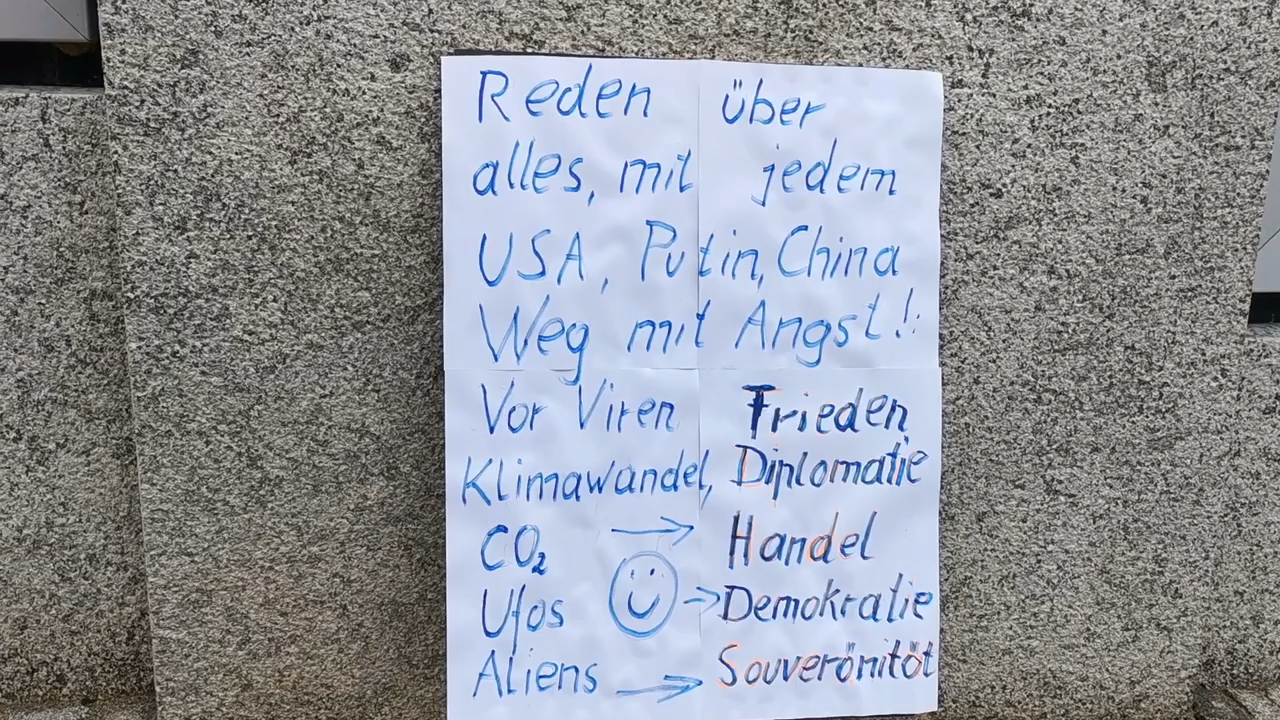 Reden über
alles, mit jedem
USA, Putin, China
Weg mit Angst!
Vor Viren Frieden
Klimawandel, Diplomatie
CO₂ → Handel
Ufos → Demokratie
Aliens → Souveränität